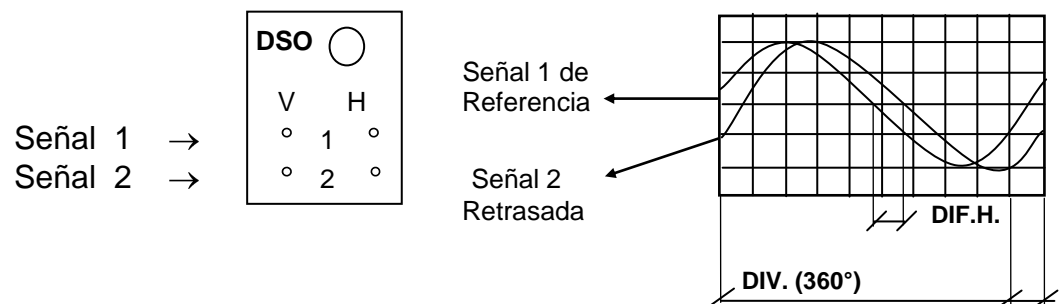 DSO
V H
1
2
Señal 1 →
Señal 2 →
Señal 1 de
Referencia
Señal 2
Retrasada
DIF.H.
DIV. (360°)